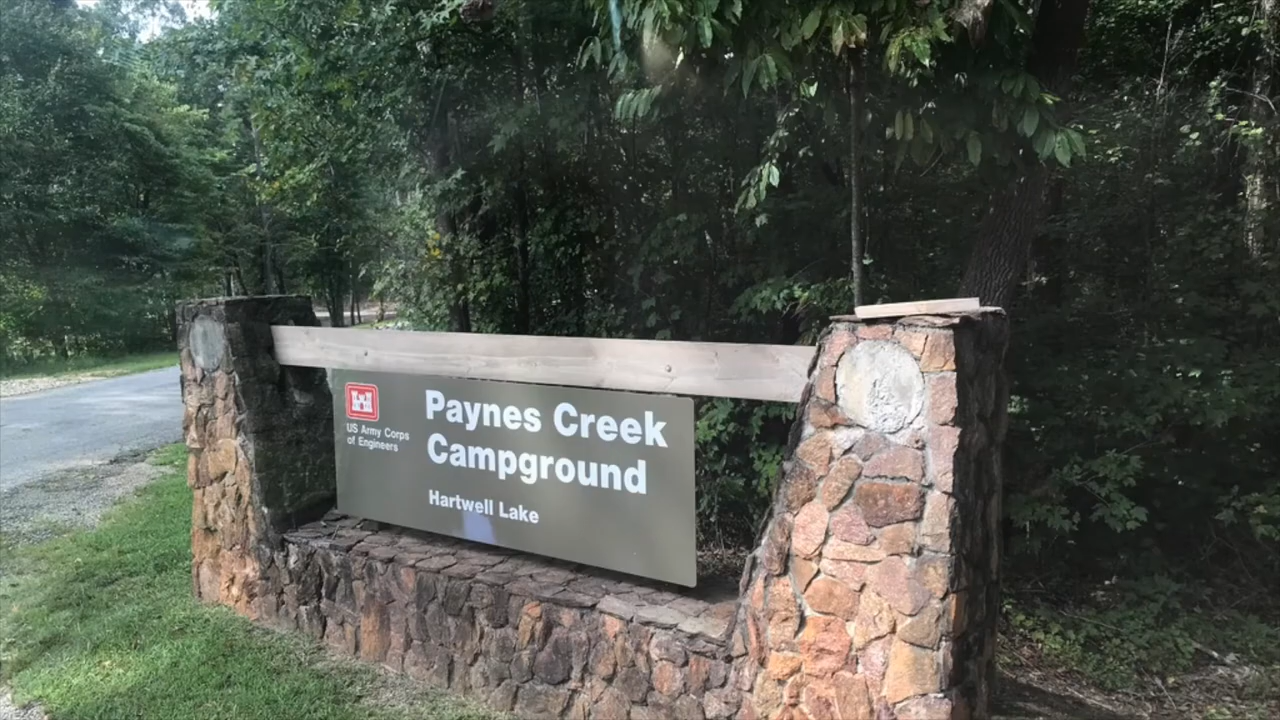 US Army Corps
of Engineers
Paynes Creek
Campground
Hartwell Lake